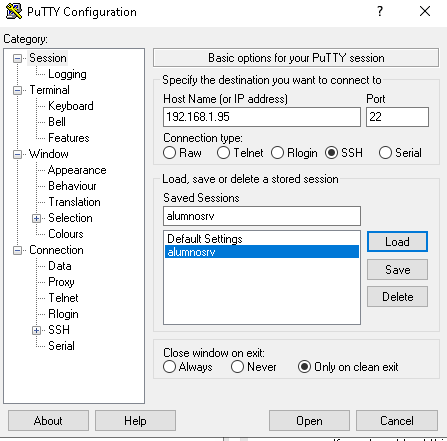 PuTTY Configuration
?
Category:
Session
Logging
Terminal
Keyboard
Bell
Features
Window
Appearance
Behaviour
Translation
Selection
Colours
Connection
Data
Proxy
Telnet
Rlogin
SSH
Serial
Basic options for your PuTTY session
Specify the destination you want to connect to
Host Name (or IP address) Port
192.168.1.95 22
Connection type:
Raw Telnet Rlogin SSH Serial
Load, save or delete a stored session
Saved Sessions
alumnosrv
Default Settings
alumnosrv
Load
Save
Delete
Close window on exit:
Always Never Only on clean exit
About Help Open Cancel